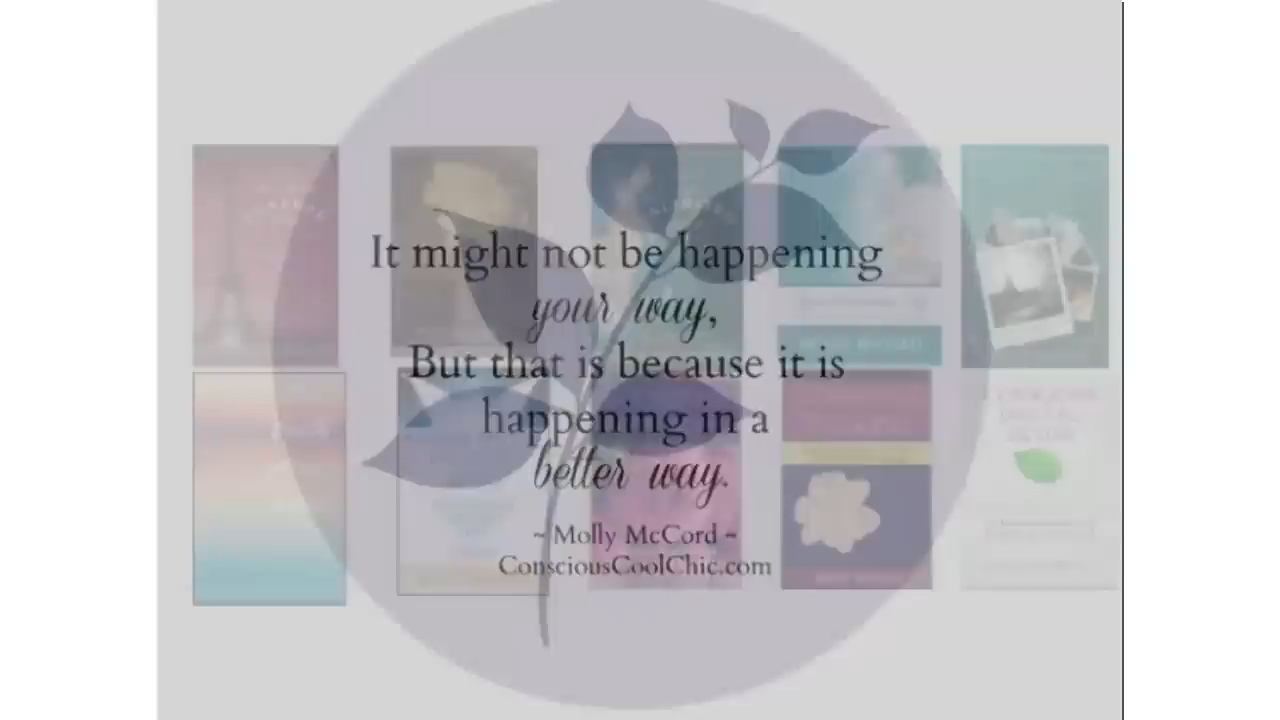 It might not be happening
your way,
But that is because it is
happening in a
better way.
~ Molly McCord ~
ConsciousCoolChic.com